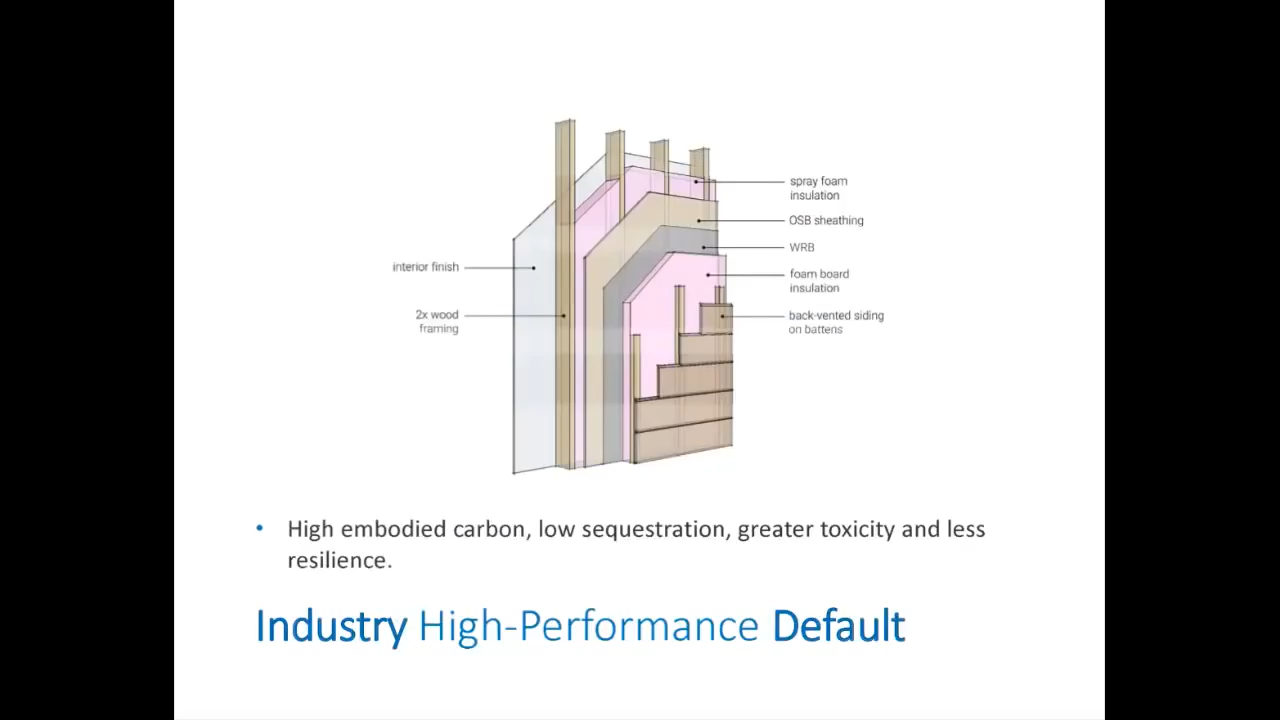 spray foam
insulation
OSB sheathing
WRB
interior finish
foam board
insulation
2x wood
framing
back-vented siding
on battens
• High embodied carbon, low sequestration, greater toxicity and less
resilience.
Industry High-Performance Default